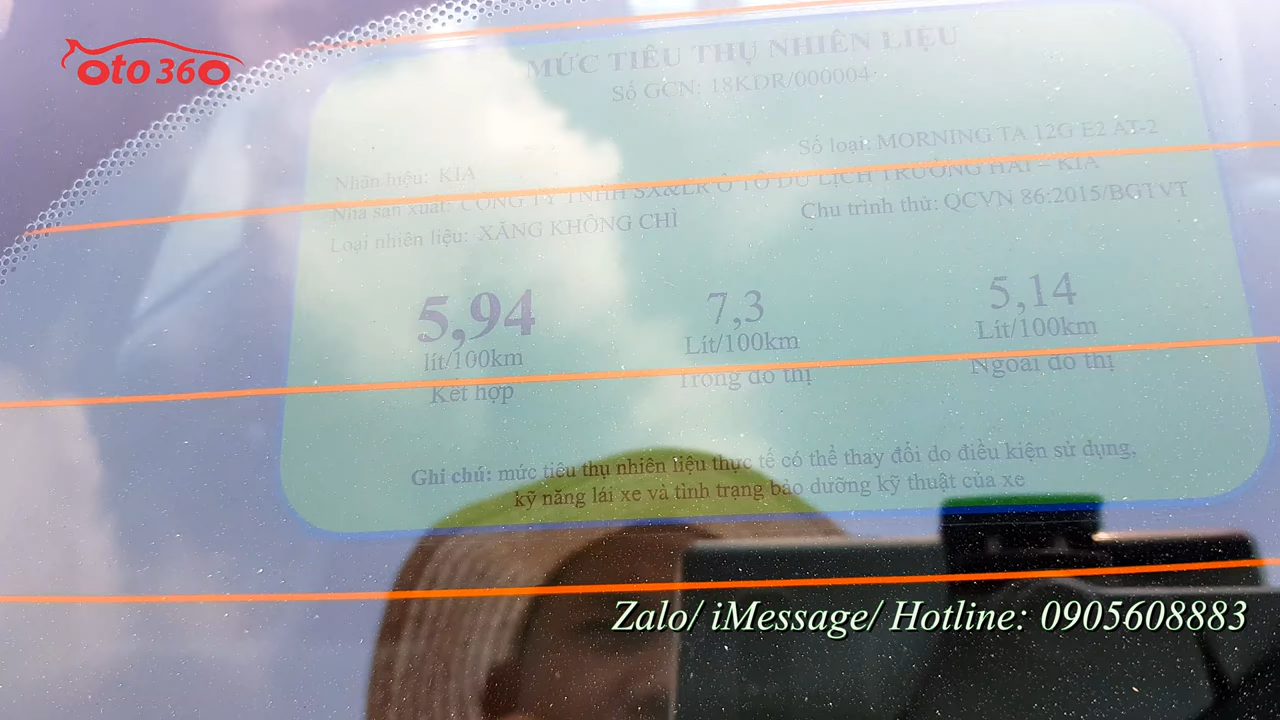 oto360
MỨC TIÊU THỤ NHIÊN LIỆU
Số GCN: 18KDR/000004
Nhãn hiệu: KIA
Số loại: MORNING TA 12G E2 AT-2
Nhà sản xuất: CÔNG TY TNHH SX&LR Ô TÔ DU LỊCH TRƯỜNG HẢI – KIA
Loại nhiên liệu: XĂNG KHÔNG CHÌ
Chu trình thử: QCVN 86:2015/BGTVT
5,94
lít/100km
Kết hợp
7,3
Lít/100km
Trong đô thị
5,14
Lít/100km
Ngoài đô thị
Ghi chú: mức tiêu thụ nhiên liệu thực tế có thể thay đổi do điều kiện sử dụng,
kỹ năng lái xe và tình trạng bảo dưỡng kỹ thuật của xe
Zalo/ iMessage/ Hotline: 0905608883